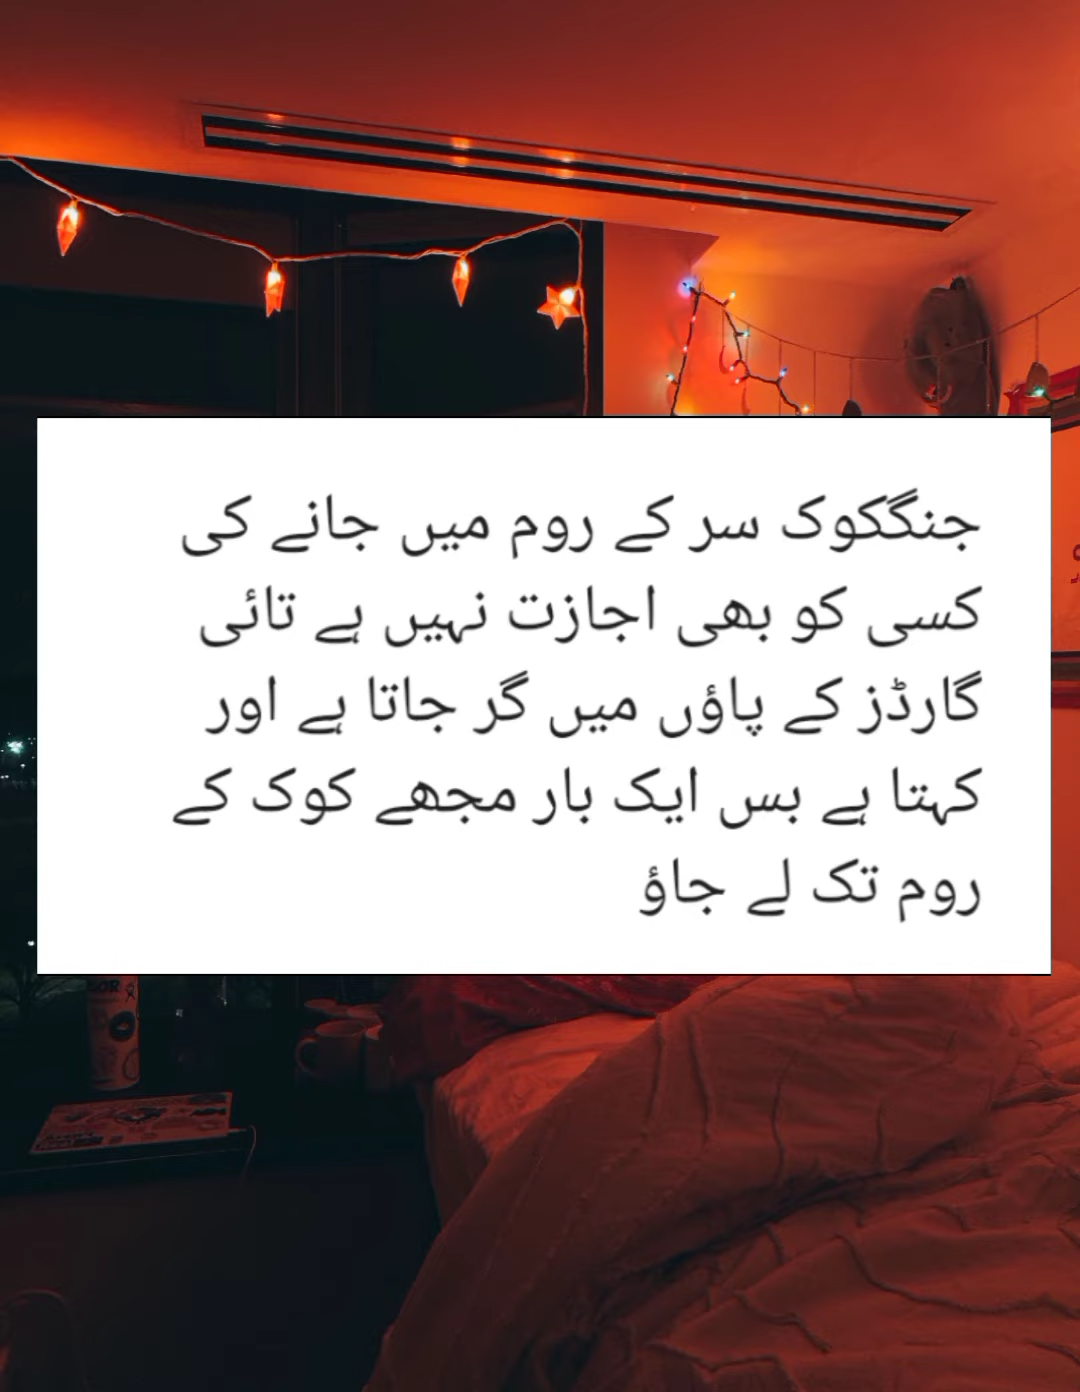 جنگکوک سر کے روم میں جانے کی
کسی کو بھی اجازت نہیں ہے تائی
گارڈز کے پاؤں میں گر جاتا ہے اور
کہتا ہے بس ایک بار مجھے کوک کے
روم تک لے جاؤ